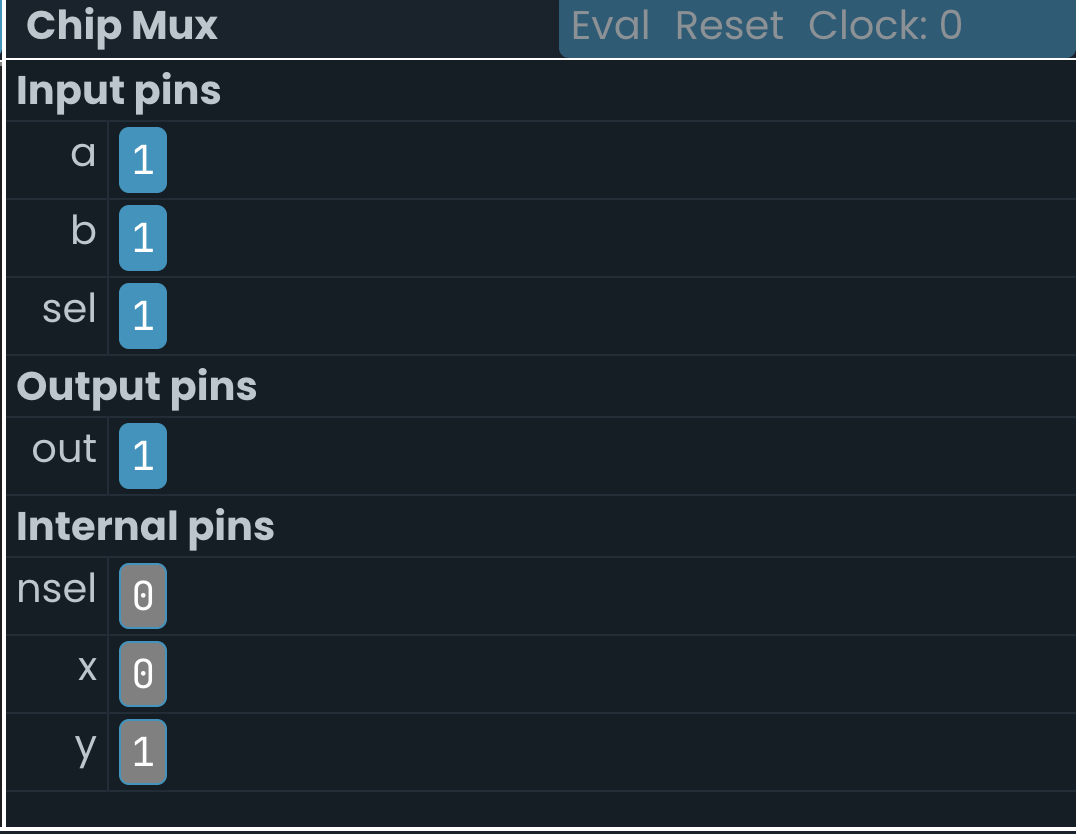 Chip Mux Eval Reset Clock: 0
Input pins
a 1
b 1
sel 1
Output pins
out 1
Internal pins
nsel 0
x 0
y 1